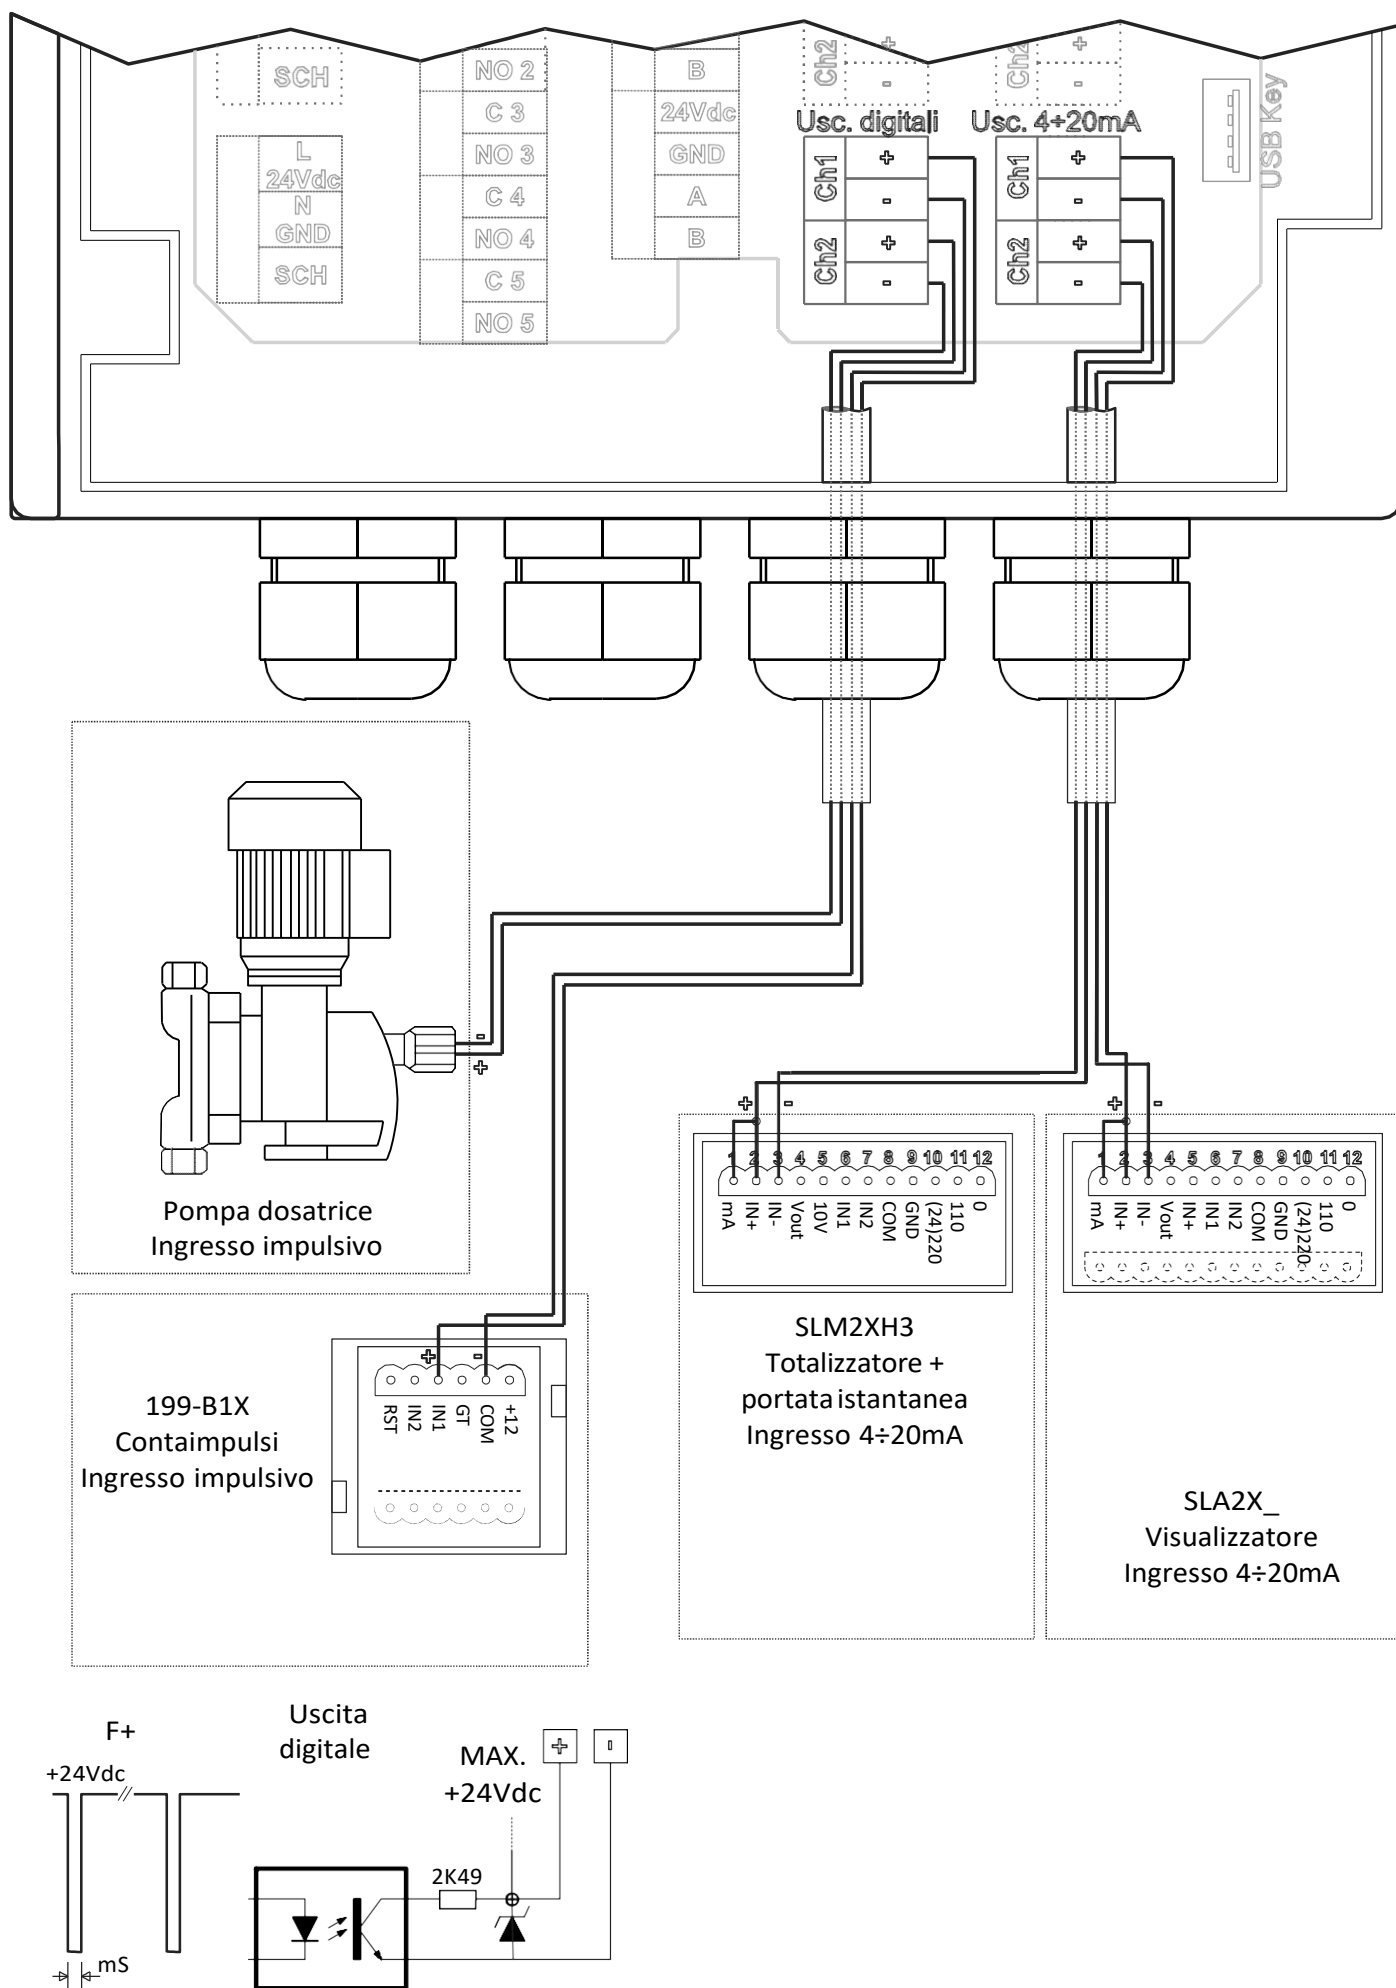 SCH
L
24Vdc
N
GND
SCH
NO 2
C 3
NO 3
C 4
NO 4
C 5
NO 5
B
24Vdc
GND
A
B
Ch2
+
-
Usc. digitali
Ch1
+
-
Ch2
+
-
Ch2
+
-
Usc. 4÷20mA
Ch1
+
-
Ch2
+
-
USB Key
-
+
Pompa dosatrice
Ingresso impulsivo
199-B1X
Contaimpulsi
Ingresso impulsivo
+ -
RST IN2 IN1 GT COM +12
+ -
1 2 3 4 5 6 7 8 9 10 11 12
mA IN+ IN- Vout 10V IN1 IN2 COM GND (24)220 110 0
SLM2XH3
Totalizzatore +
portata istantanea
Ingresso 4÷20mA
+ -
1 2 3 4 5 6 7 8 9 10 11 12
mA IN+ IN- Vout IN+ IN1 IN2 COM GND (24)220 110 0
SLA2X_
Visualizzatore
Ingresso 4÷20mA
F+
+24Vdc
mS
Uscita
digitale
MAX.
+24Vdc
+ -
2K49